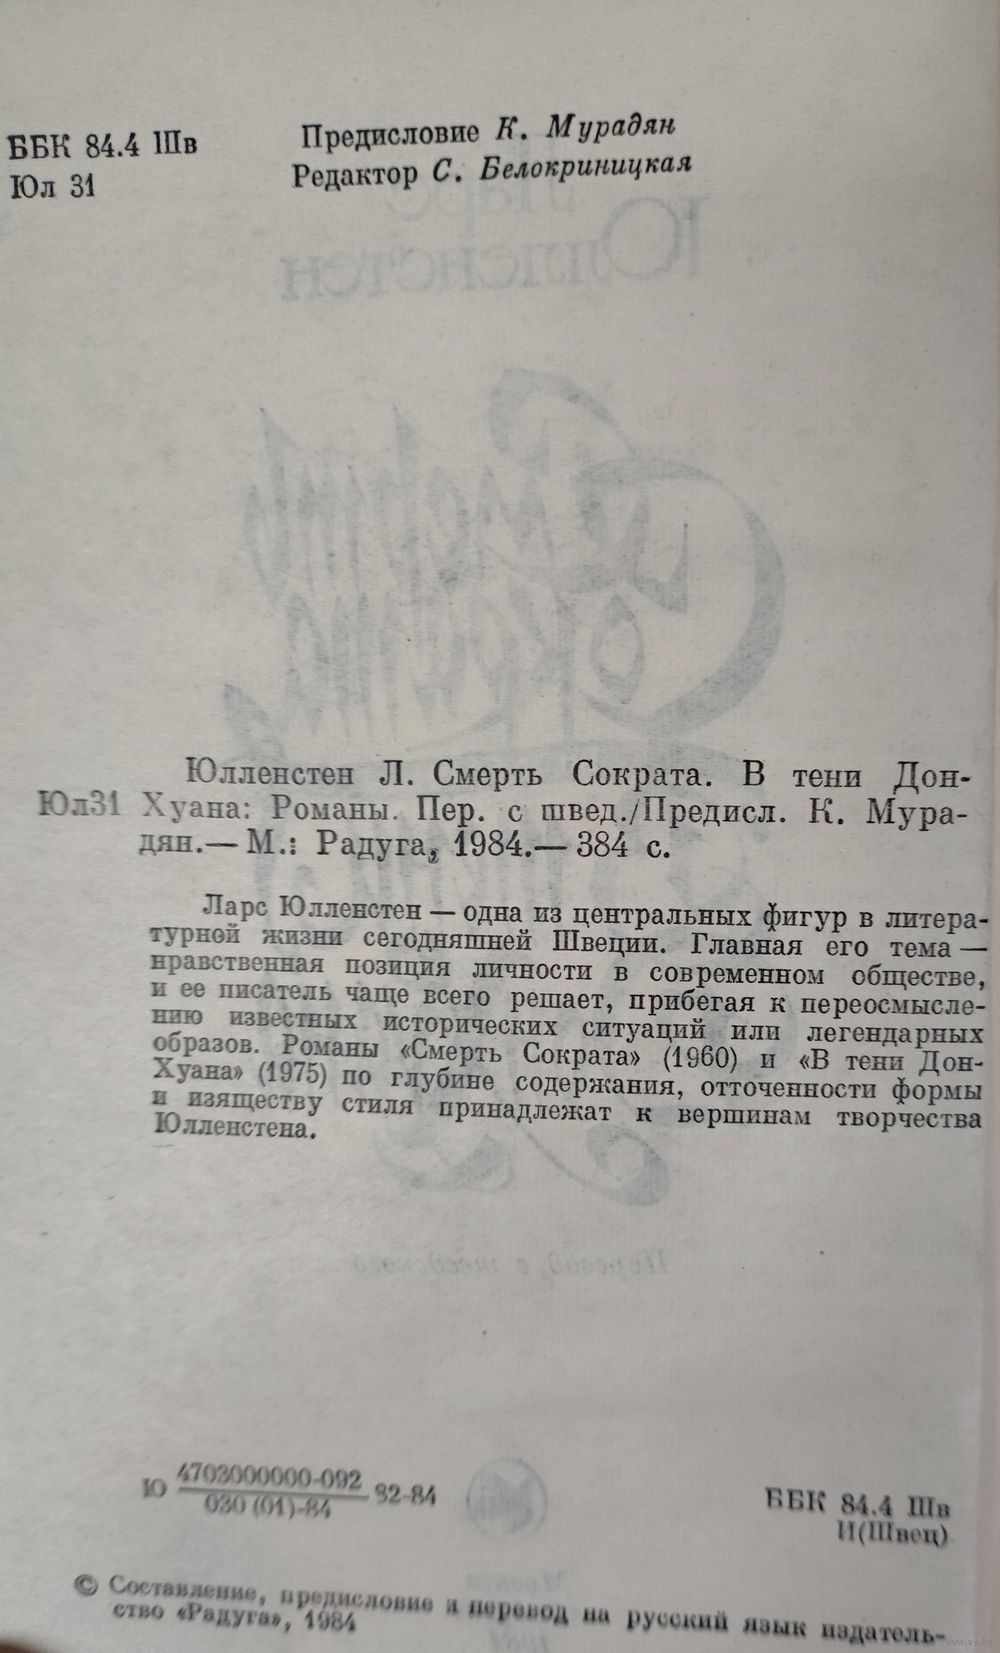 ББК 84.4 Шв
Юл 31
Предисловие К. Мурадян
Редактор С. Белокриницкая
Юлленстен Л. Смерть Сократа. В тени Дон-
Юл31 Хуана: Романы. Пер. с швед./Предисл. К. Мура-
дян.— М.: Радуга, 1984.— 384 с.
Ларс Юлленстен — одна из центральных фигур в литера-
турной жизни сегодняшней Швеции. Главная его тема —
нравственная позиция личности в современном обществе,
и ее писатель чаще всего решает, прибегая к переосмысле-
нию известных исторических ситуаций или легендарных
образов. Романы «Смерть Сократа» (1960) и «В тени Дон-
Хуана» (1975) по глубине содержания, отточенности формы
и изяществу стиля принадлежат к вершинам творчества
Юлленстена.
Ю 4703000000-092
030 (01)-84
82-84
ББК 84.4 Шв
И(Швец)
© Составление, предисловие и перевод на русский язык издатель-
ство «Радуга», 1984
www.ay.by